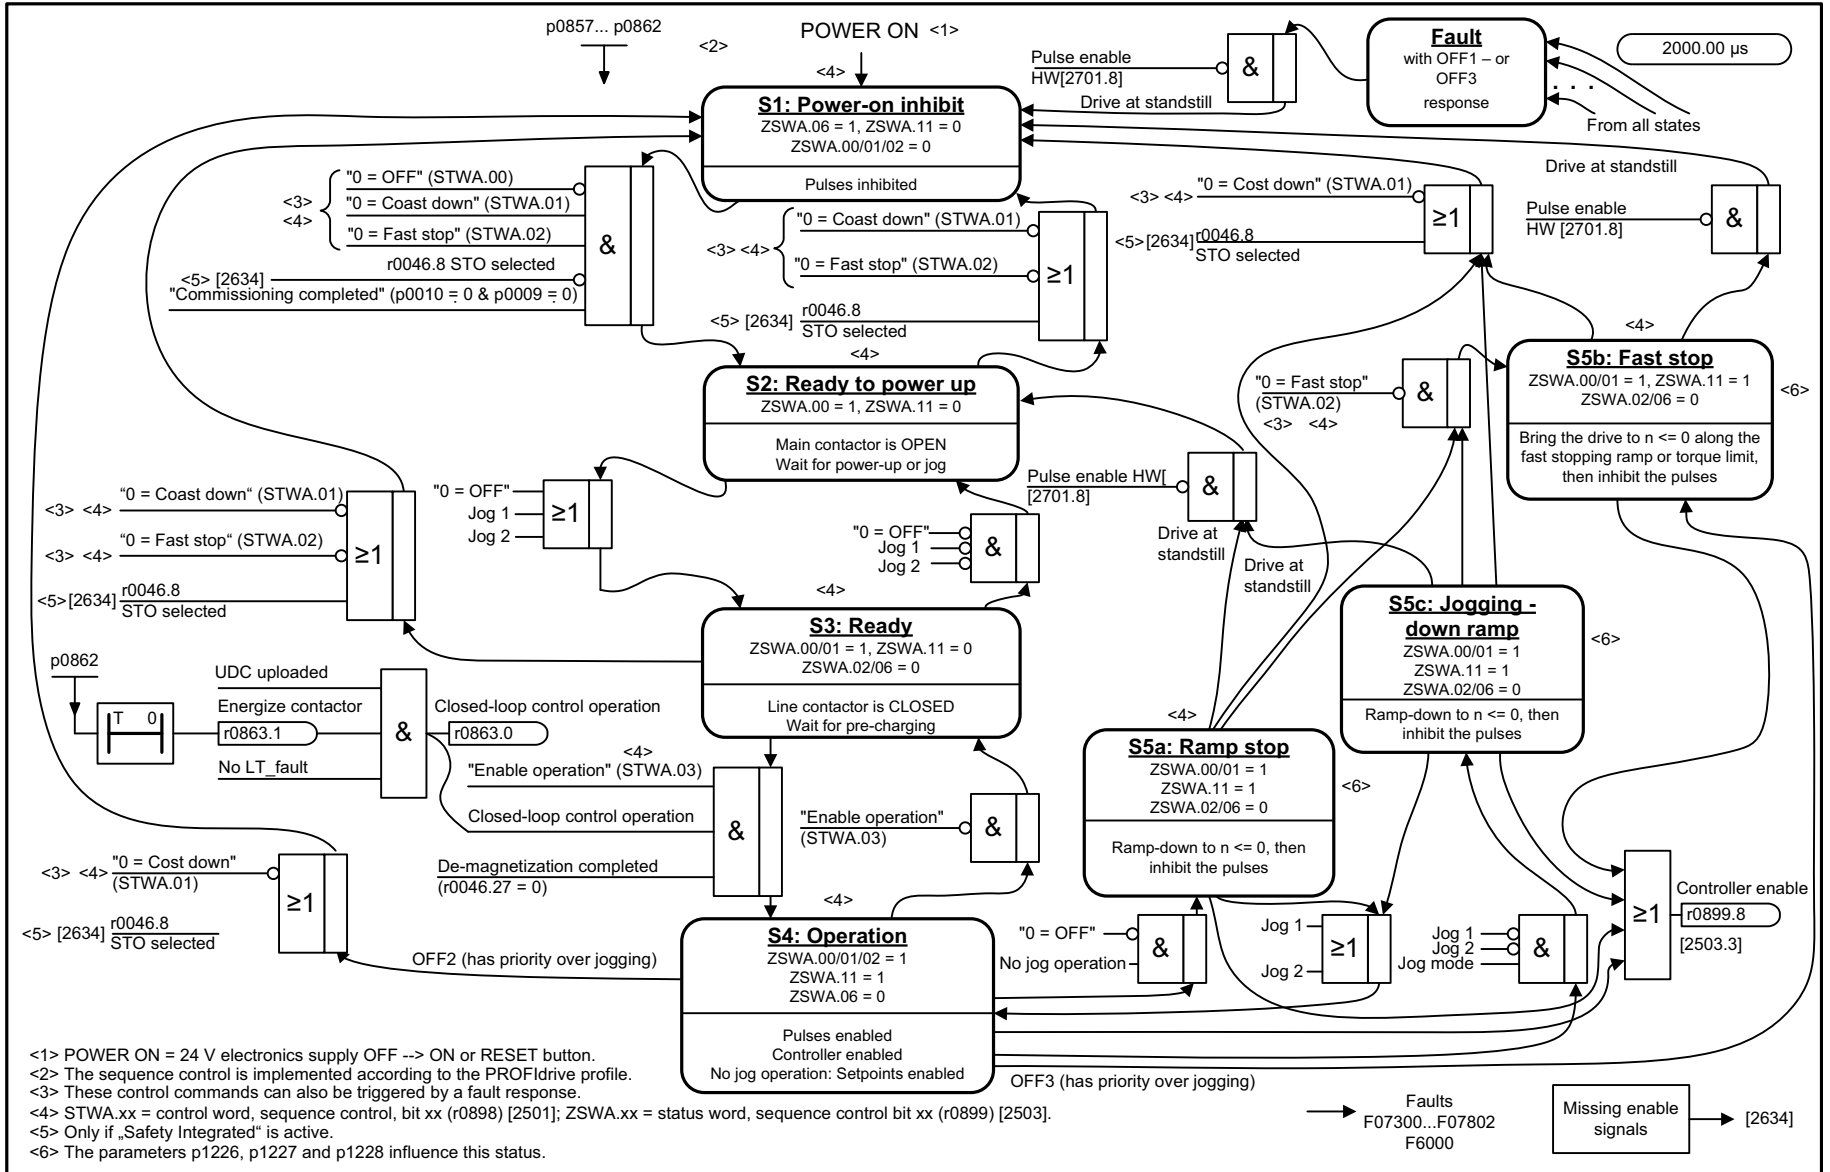 p0857... p0862
<2>
POWER ON <1>
<4>
S1: Power-on inhibit
ZSWA.06 = 1, ZSWA.11 = 0
ZSWA.00/01/02 = 0
Pulses inhibited
Pulse enable
HW[2701.8]
&
Drive at standstill
Fault
with OFF1 – or
OFF3
response
2000.00 µs
. . .
From all states
<3>
<4>
"0 = OFF" (STWA.00)
"0 = Coast down" (STWA.01)
"0 = Fast stop" (STWA.02)
r0046.8 STO selected
<5> [2634]
"Commissioning completed" (p0010 = 0 & p0009 = 0)
&
<3> <4>
"0 = Coast down" (STWA.01)
"0 = Fast stop" (STWA.02)
<5> [2634]
r0046.8
STO selected
≥1
<3> <4>
"0 = Cost down" (STWA.01)
<5> [2634]
r0046.8
STO selected
≥1
Drive at standstill
Pulse enable
HW [2701.8]
&
<4>
S2: Ready to power up
ZSWA.00 = 1, ZSWA.11 = 0
Main contactor is OPEN
Wait for power-up or jog
"0 = Fast stop"
(STWA.02)
<3> <4>
&
<4>
S5b: Fast stop
ZSWA.00/01 = 1, ZSWA.11 = 1
ZSWA.02/06 = 0
Bring the drive to n <= 0 along the
fast stopping ramp or torque limit,
then inhibit the pulses
<6>
<3> <4>
“0 = Coast down“ (STWA.01)
<3> <4>
“0 = Fast stop“ (STWA.02)
<5>[2634]
r0046.8
STO selected
≥1
"0 = OFF"
Jog 1
Jog 2
≥1
"0 = OFF"
Jog 1
Jog 2
&
Pulse enable HW[
[2701.8]
&
Drive at
standstill
Drive at
standstill
<4>
S3: Ready
ZSWA.00/01 = 1, ZSWA.11 = 0
ZSWA.02/06 = 0
Line contactor is CLOSED
Wait for pre-charging
S5c: Jogging -
down ramp
ZSWA.00/01 = 1
ZSWA.11 = 1
ZSWA.02/06 = 0
Ramp-down to n <= 0, then
inhibit the pulses
<6>
p0862
T 0
UDC uploaded
Energize contactor
r0863.1
No LT_fault
&
Closed-loop control operation
r0863.0
<4>
"Enable operation" (STWA.03)
Closed-loop control operation
De-magnetization completed
(r0046.27 = 0)
&
"Enable operation"
(STWA.03)
&
<4>
S5a: Ramp stop
ZSWA.00/01 = 1
ZSWA.11 = 1
ZSWA.02/06 = 0
Ramp-down to n <= 0, then
inhibit the pulses
<6>
<3> <4>
"0 = Cost down"
(STWA.01)
<5> [2634]
r0046.8
STO selected
≥1
OFF2 (has priority over jogging)
<4>
S4: Operation
ZSWA.00/01/02 = 1
ZSWA.11 = 1
ZSWA.06 = 0
Pulses enabled
Controller enabled
No jog operation: Setpoints enabled
"0 = OFF"
No jog operation
&
Jog 1
Jog 2
≥1
Jog 1
Jog 2
Jog mode
&
≥1
Controller enable
r0899.8
[2503.3]
OFF3 (has priority over jogging)
<1> POWER ON = 24 V electronics supply OFF --> ON or RESET button.
<2> The sequence control is implemented according to the PROFIdrive profile.
<3> These control commands can also be triggered by a fault response.
<4> STWA.xx = control word, sequence control, bit xx (r0898) [2501]; ZSWA.xx = status word, sequence control bit xx (r0899) [2503].
<5> Only if „Safety Integrated“ is active.
<6> The parameters p1226, p1227 and p1228 influence this status.
Faults
F07300...F07802
F6000
Missing enable
signals
[2634]